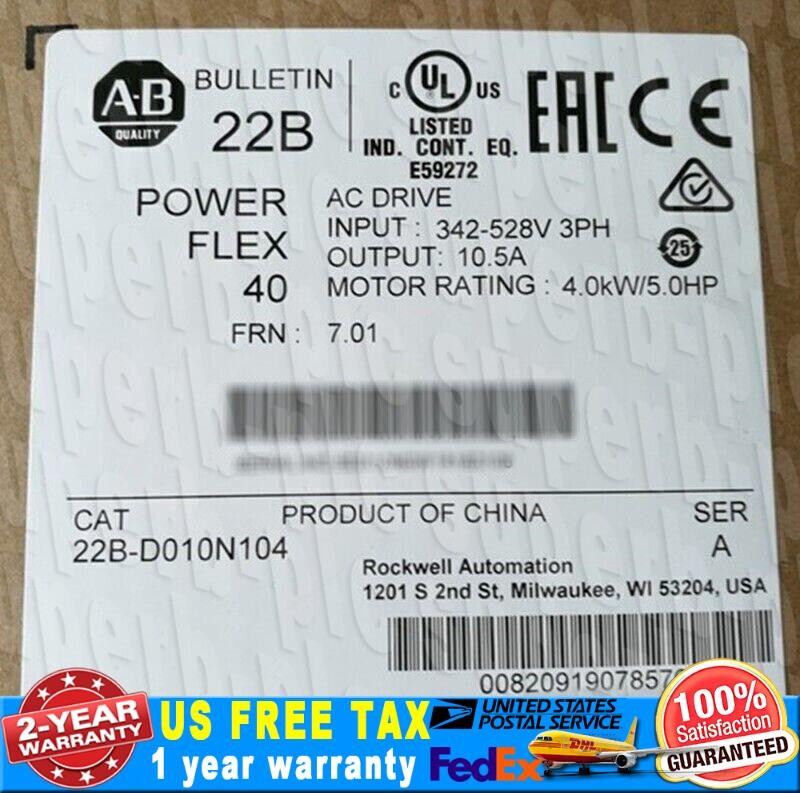 A-B
QUALITY
BULLETIN
22B
C UL US
LISTED
IND. CONT. EQ.
E59272
EAC CE
POWER
FLEX
40
AC DRIVE
INPUT : 342-528V 3PH
OUTPUT: 10.5A
MOTOR RATING : 4.0kW/5.0HP
25
FRN : 7.01
CAT
22B-D010N104
PRODUCT OF CHINA
SER
A
Rockwell Automation
1201 S 2nd St, Milwaukee, WI 53204, USA
0082091907857
2-YEAR
WARRANTY
US FREE TAX
1 year warranty
UNITED STATES
POSTAL SERVICE
FedEx
DHL
100%
Satisfaction
GUARANTEED